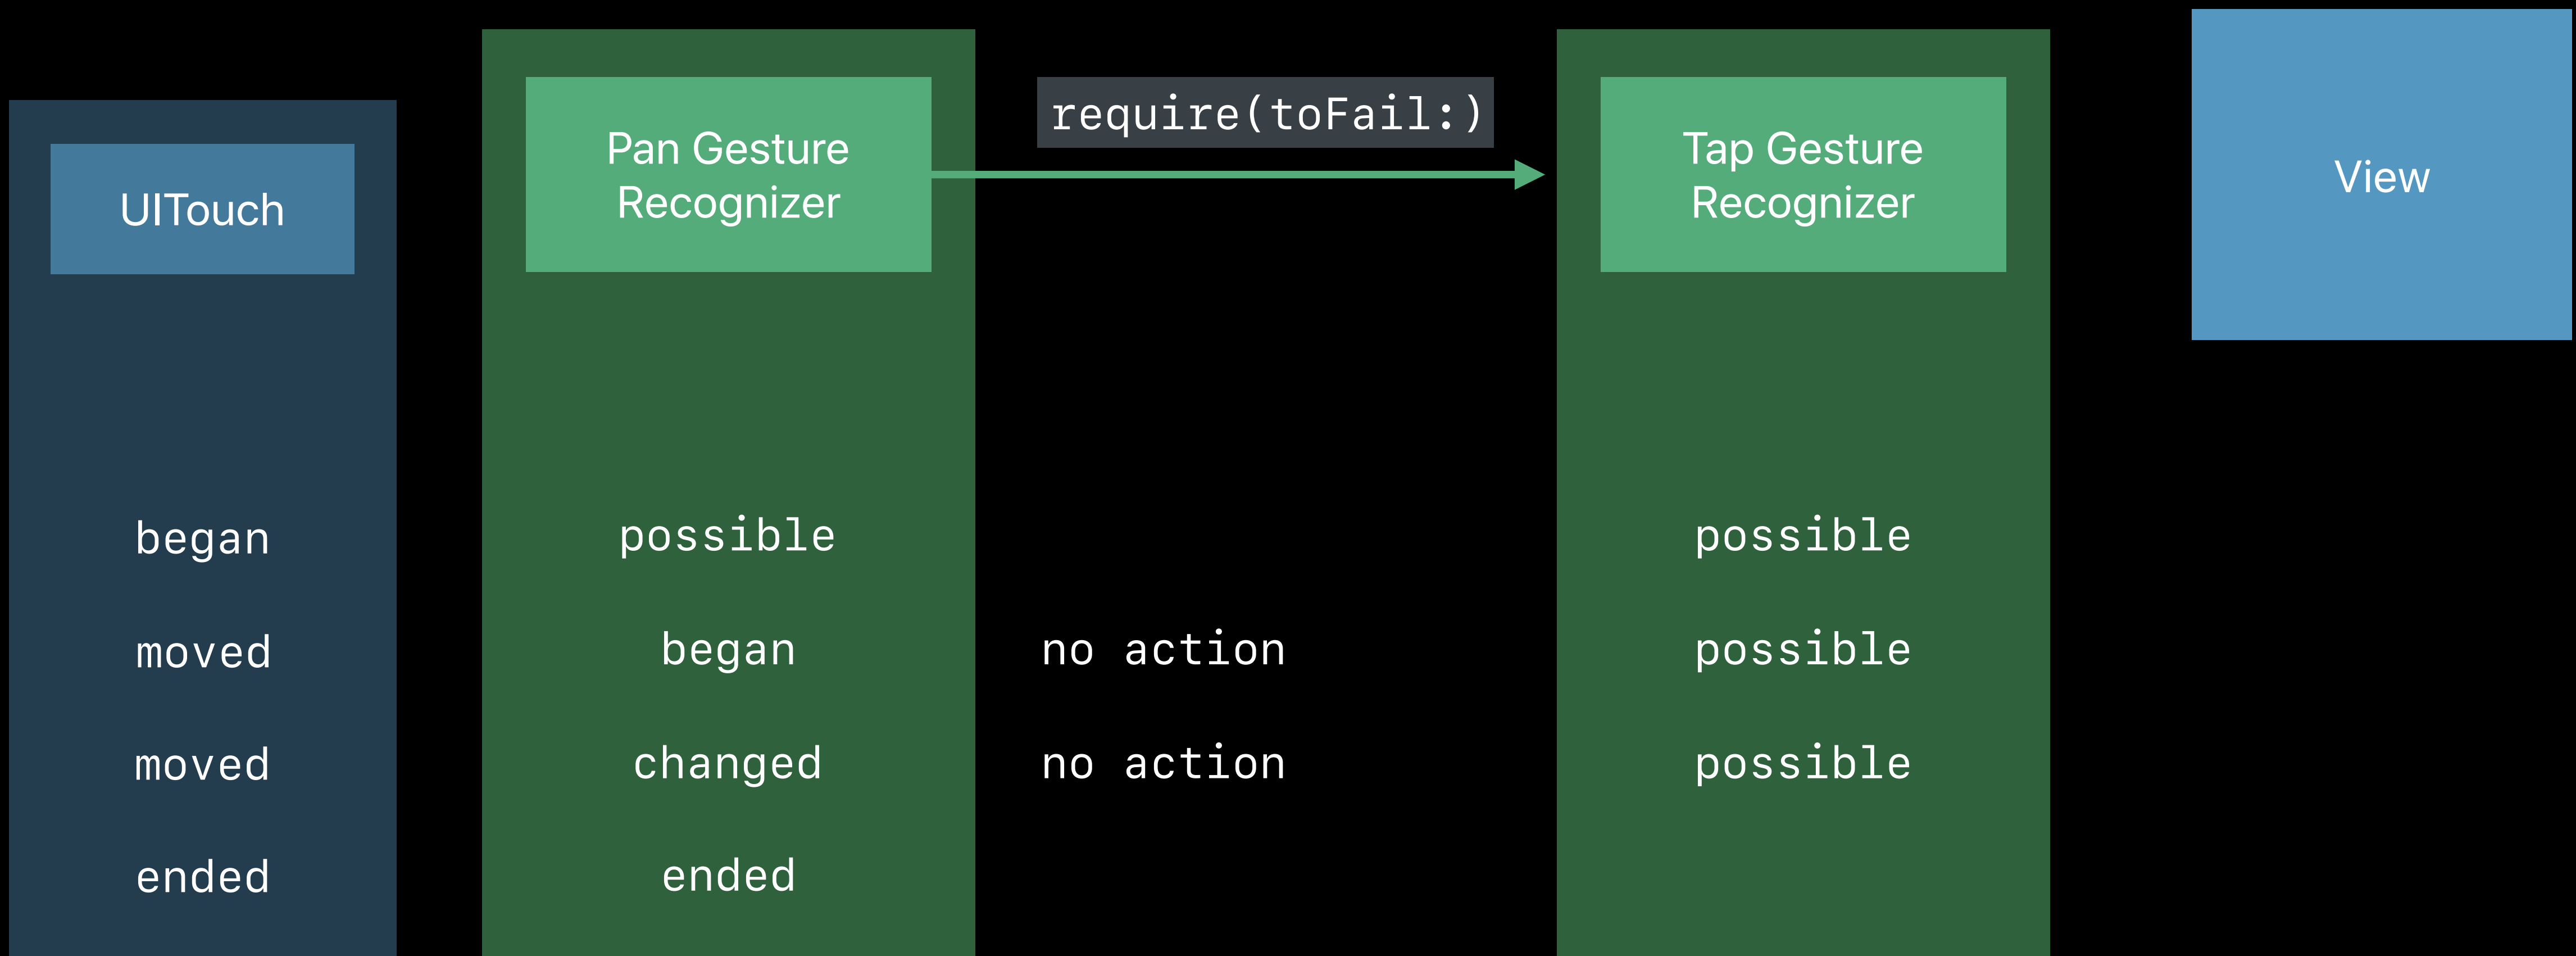 UITouch
Pan Gesture
Recognizer
require(toFail:)
Tap Gesture
Recognizer
View
began
possible
possible
moved
began
no action
possible
moved
changed
no action
possible
ended
ended